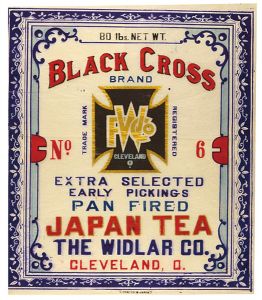 80 lbs. NET WT.
BLACK CROSS
BRAND
TRADE MARK
REGISTERED
CLEVELAND
O
No 6
EXTRA SELECTED
EARLY PICKINGS
PAN FIRED
JAPAN TEA
THE WIDLAR CO.
CLEVELAND, O.